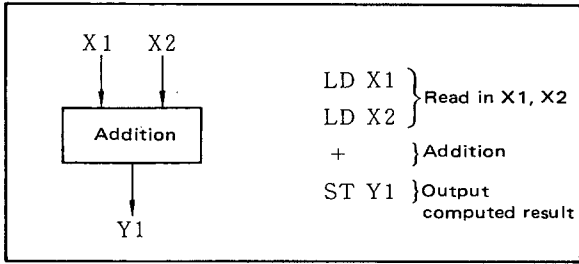 X1 X2
Addition
Y1
LD X1
LD X2
Read in X1, X2
+ Addition
ST Y1 Output
computed result